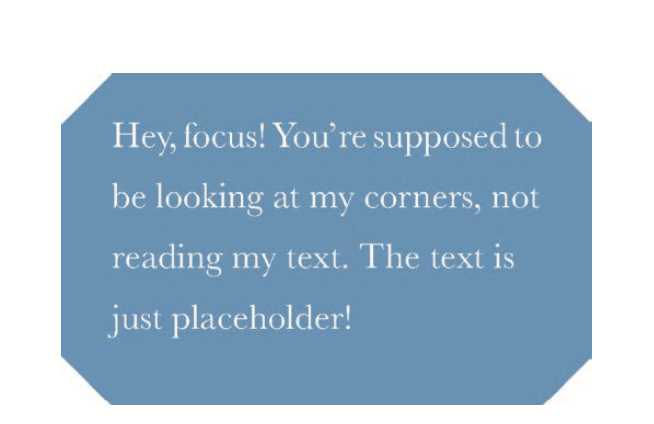 Hey, focus! You’re supposed to
be looking at my corners, not
reading my text. The text is
just placeholder!